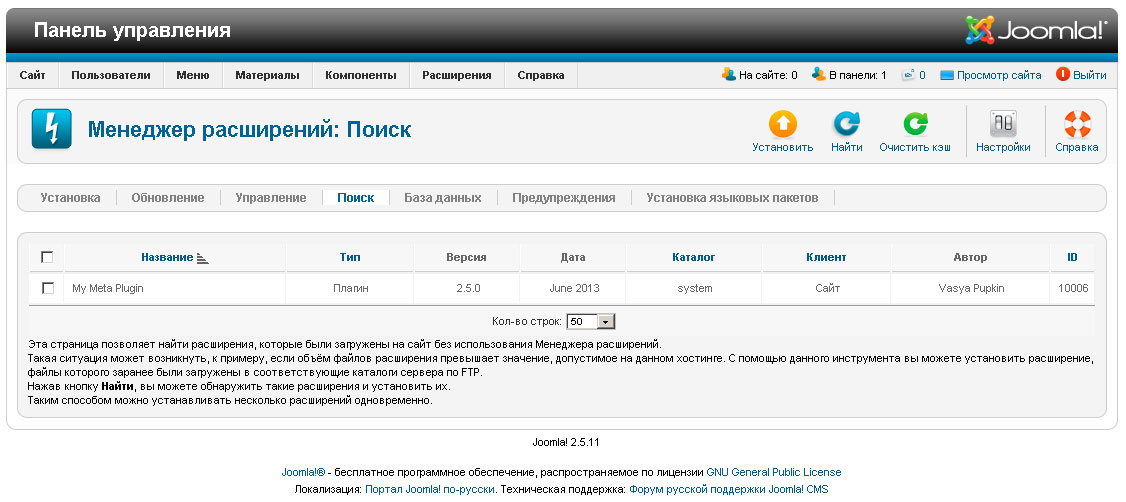 Панель управления
Joomla!
Сайт Пользователи Меню Материалы Компоненты Расширения Справка На сайте: 0 В панели: 1 0 Просмотр сайта Выйти
Менеджер расширений: Поиск
Установить Найти Очистить кэш Настройки Справка
Установка Обновление Управление Поиск База данных Предупреждения Установка языковых пакетов
Название Тип Версия Дата Каталог Клиент Автор ID
My Meta Plugin Плагин 2.5.0 June 2013 system Сайт Vasya Pupkin 10006
Кол-во строк: 50
Эта страница позволяет найти расширения, которые были загружены на сайт без использования Менеджера расширений.
Такая ситуация может возникнуть, к примеру, если объём файлов расширения превышает значение, допустимое на данном хостинге. С помощью данного инструмента вы можете установить расширение,
файлы которого заранее были загружены в соответствующие каталоги сервера по FTP.
Нажав кнопку Найти, вы можете обнаружить такие расширения и установить их.
Таким способом можно устанавливать несколько расширений одновременно.
Joomla! 2.5.11
Joomla!® - бесплатное программное обеспечение, распространяемое по лицензии GNU General Public License
Локализация: Портал Joomla! по-русски. Техническая поддержка: Форум русской поддержки Joomla! CMS